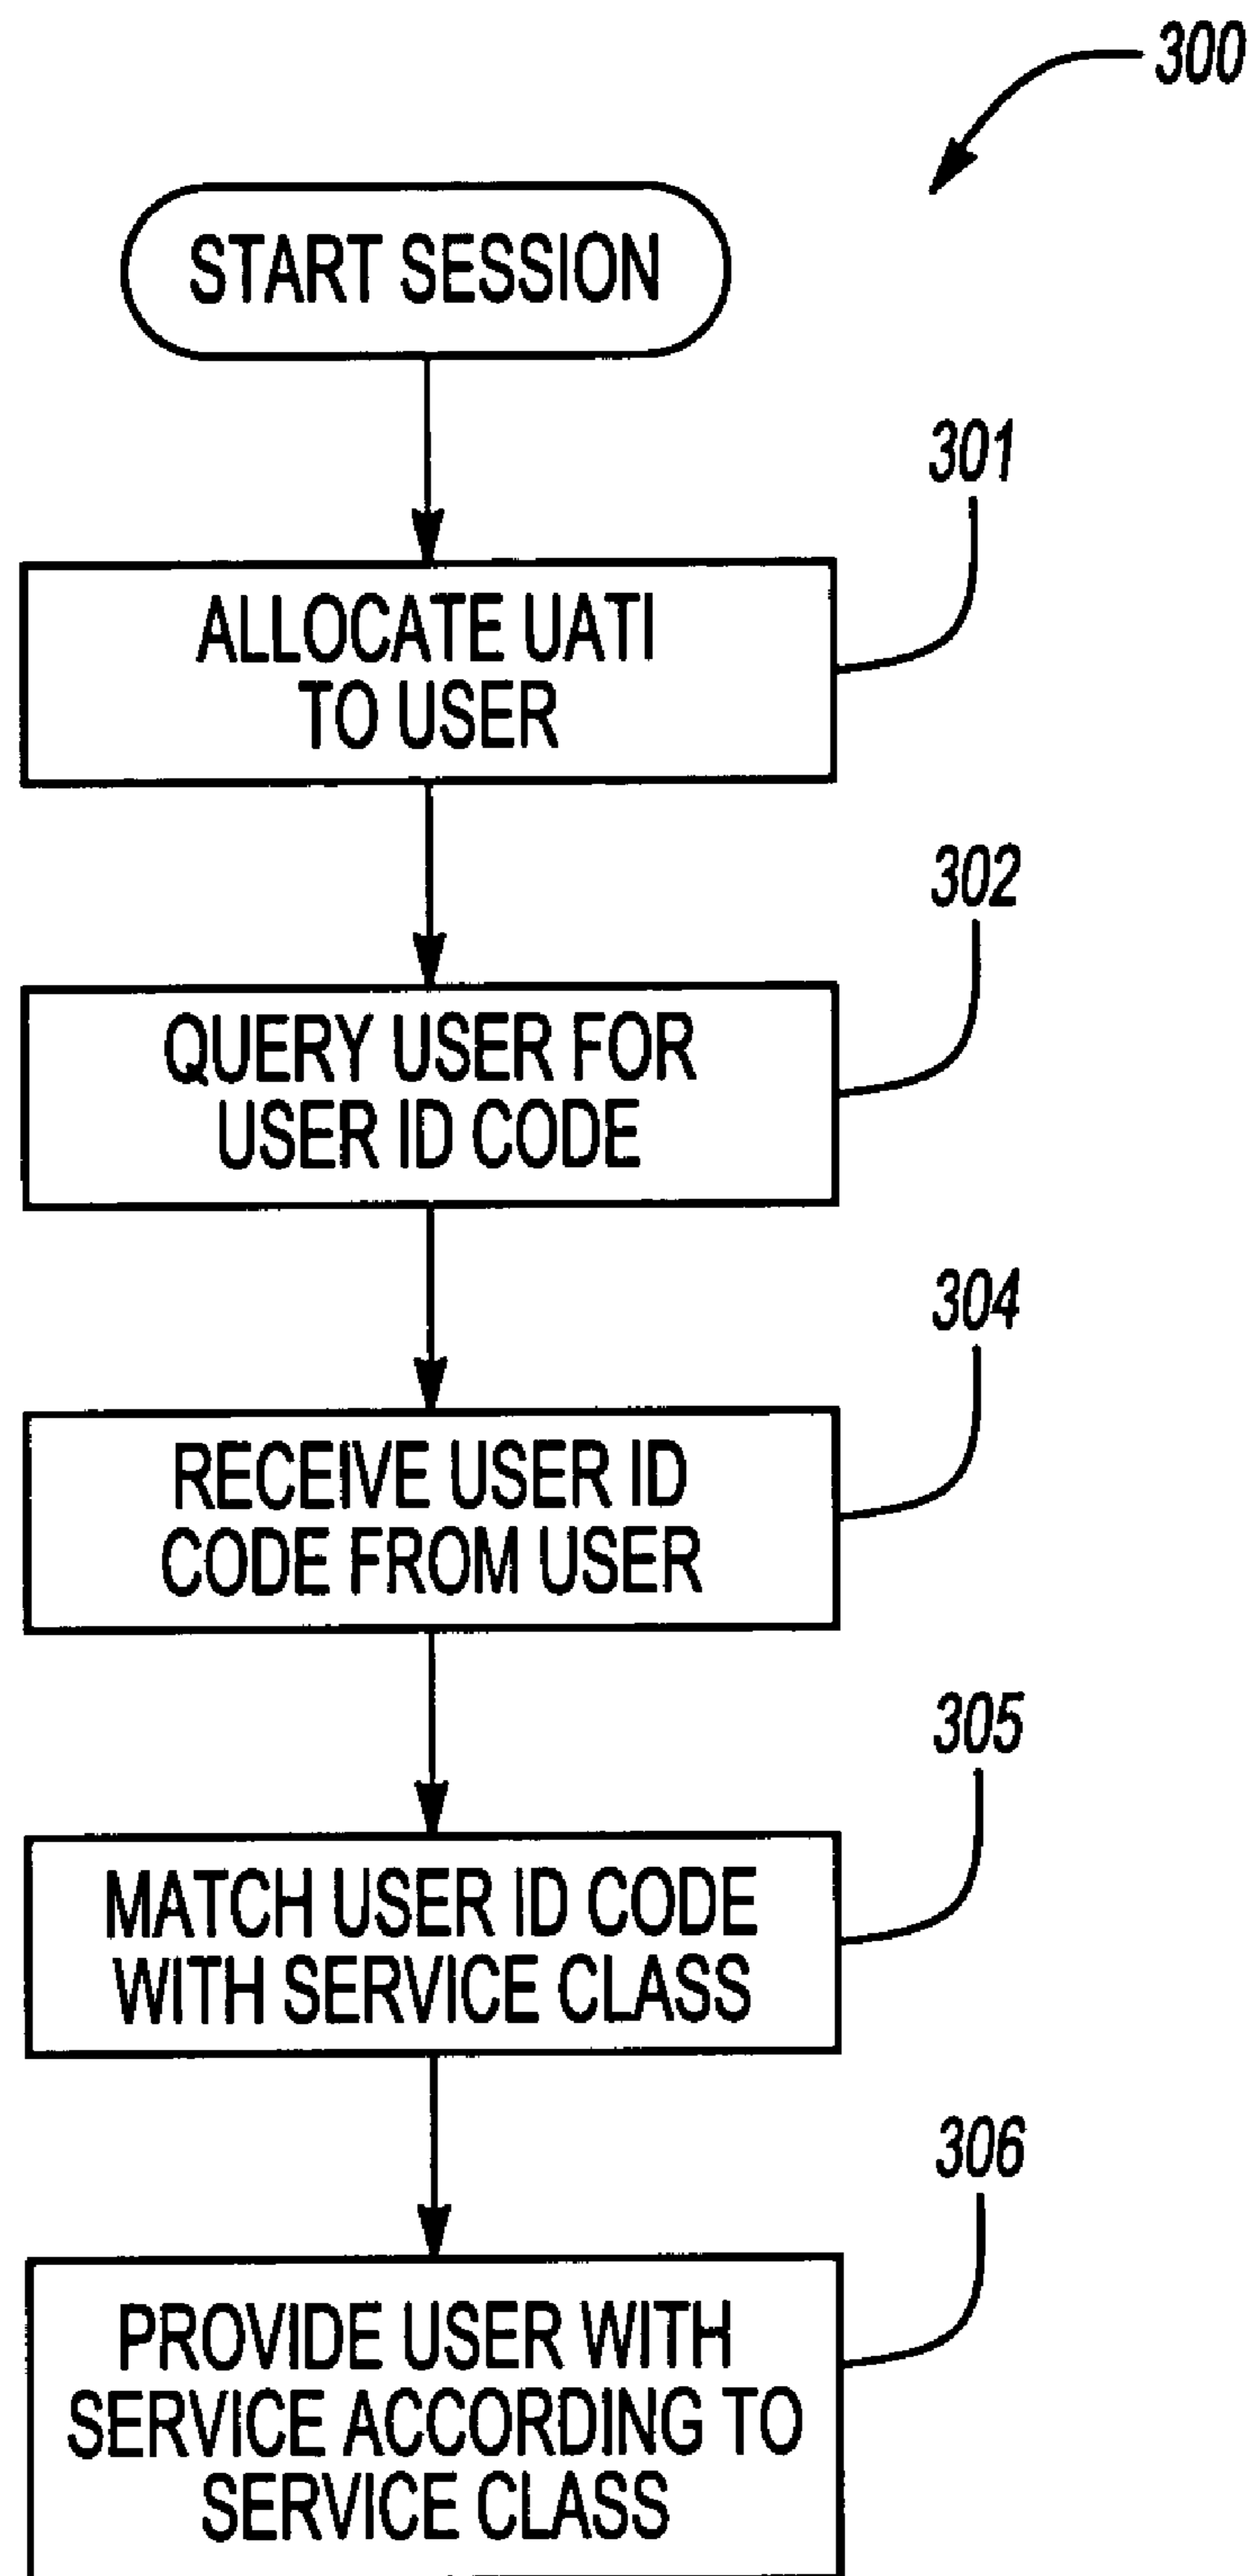 300
START SESSION
301
ALLOCATE UATI
TO USER
302
QUERY USER FOR
USER ID CODE
304
RECEIVE USER ID
CODE FROM USER
305
MATCH USER ID CODE
WITH SERVICE CLASS
306
PROVIDE USER WITH
SERVICE ACCORDING TO
SERVICE CLASS